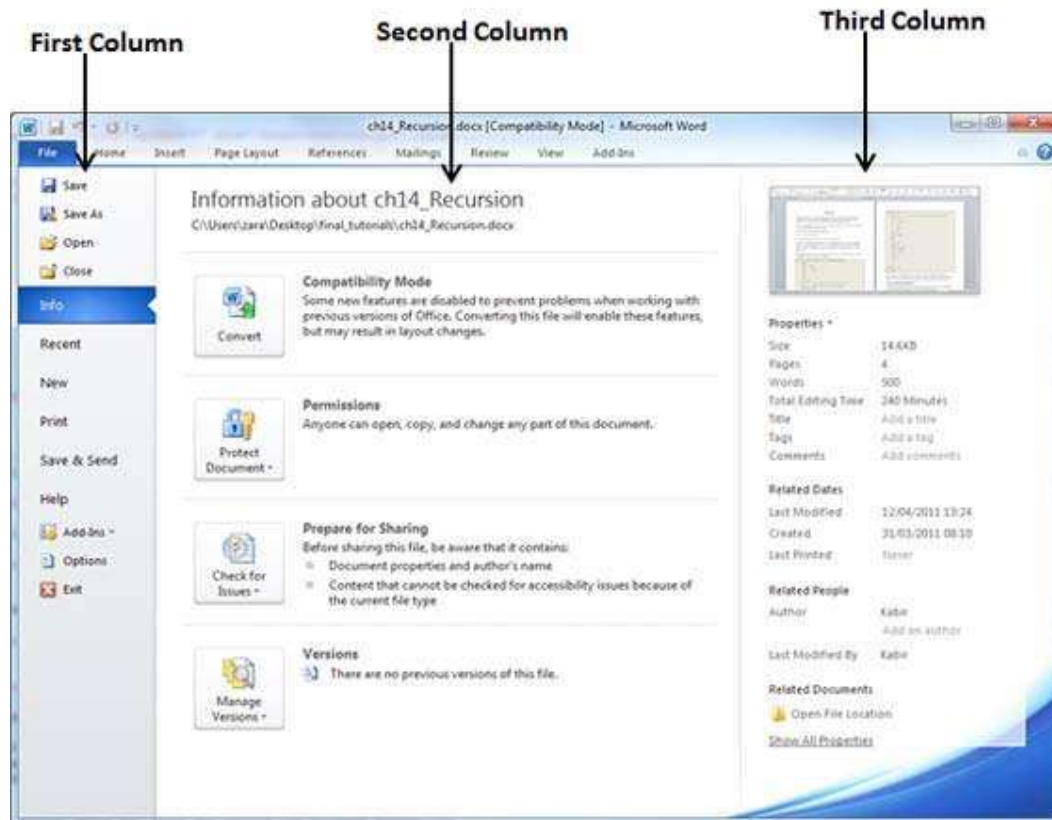 First Column
Second Column
Third Column
ch14_Recursion.docx [Compatibility Mode] - Microsoft Word
File Home Insert Page Layout References Mailings Review View Add-Ins
Save
Save As
Open
Close
Info
Recent
New
Print
Save & Send
Help
Add-Ins
Options
Exit
Information about ch14_Recursion
C:\Users\zara\Desktop\final_tutorials\ch14_Recursion.docx
Convert
Compatibility Mode
Some new features are disabled to prevent problems when working with
previous versions of Office. Converting this file will enable these features,
but may result in layout changes.
Protect
Document
Permissions
Anyone can open, copy, and change any part of this document.
Check for
Issues
Prepare for Sharing
Before sharing this file, be aware that it contains:
Document properties and author's name
Content that cannot be checked for accessibility issues because of
the current file type
Manage
Versions
Versions
There are no previous versions of this file.
Properties
Size 14.6KB
Pages 4
Words 500
Total Editing Time 240 Minutes
Title Add a title
Tags Add a tag
Comments Add comments
Related Dates
Last Modified 12/04/2011 13:24
Created 31/03/2011 08:10
Last Printed Never
Related People
Author Kabir
Add an author
Last Modified By Kabir
Related Documents
Open File Location
Show All Properties